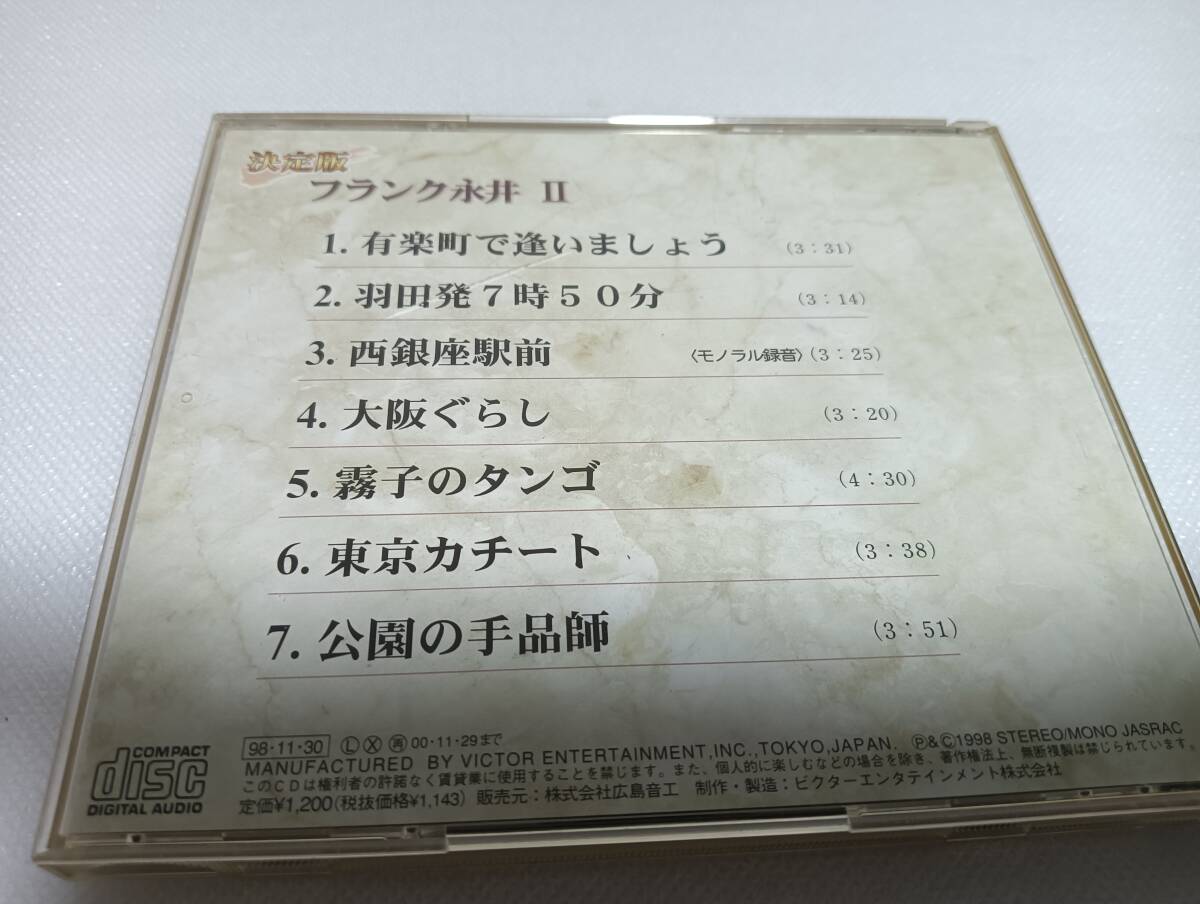 決定版
フランク永井 II
1. 有楽町で逢いましょう (3:31)
2. 羽田発7時50分 (3:14)
3. 西銀座駅前 〈モノラル録音〉(3:25)
4. 大阪ぐらし (3:20)
5. 霧子のタンゴ (4:30)
6. 東京カチート (3:38)
7. 公園の手品師 (3:51)
COMPACT
disc
DIGITAL AUDIO
98・11・30 Ⓛ Ⓧ ㊞ 00・11・29まで
MANUFACTURED BY VICTOR ENTERTAINMENT,INC.,TOKYO,JAPAN. Ⓟ&Ⓒ1998 STEREO/MONO JASRAC
このCDは権利者の許諾なく賃貸業に使用することを禁じます。また、個人的に楽しむなどの場合を除き、著作権法上、無断複製は禁じられています。
定価¥1,200(税抜価格¥1,143) 販売元:株式会社広島音工 制作・製造:ビクターエンタテインメント株式会社